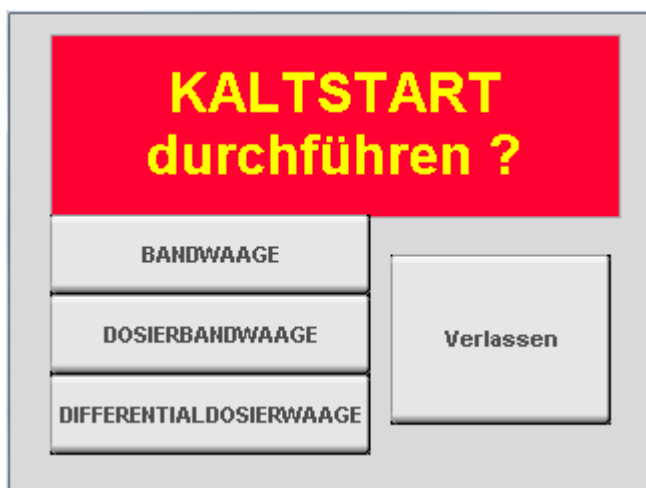 KALTSTART
durchführen ?
BANDWAAGE
DOSIERBANDWAAGE
DIFFERENTIALDOSIERWAAGE
Verlassen